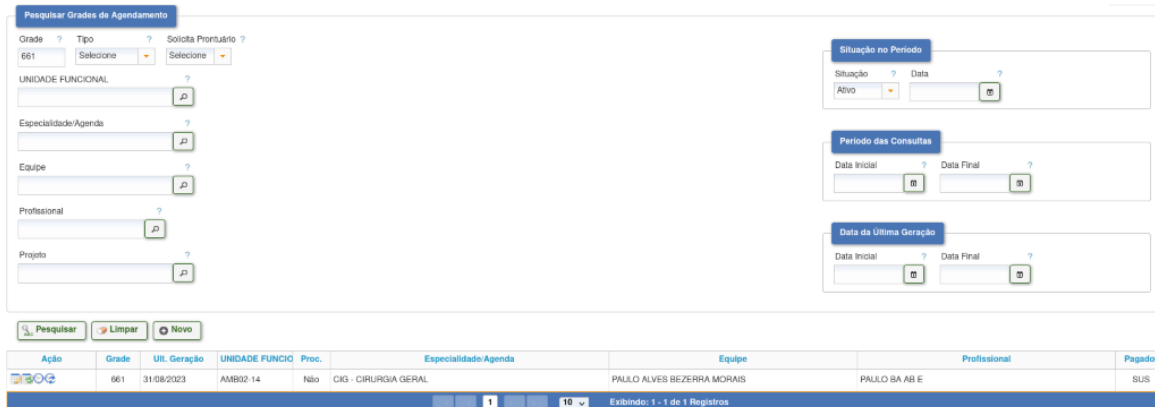 Pesquisar Grades de Agendamento
Grade ? Tipo ? Solicita Prontuário ?
661 Selecione Selecione
UNIDADE FUNCIONAL ?
Especialidade/Agenda ?
Equipe ?
Profissional ?
Projeto ?
Situação no Período
Situação ? Data ?
Ativo
Período das Consultas
Data Inicial ? Data Final ?
Data da Última Geração
Data Inicial ? Data Final ?
Pesquisar Limpar Novo
Ação Grade Ult. Geração UNIDADE FUNCIO Proc. Especialidade/Agenda Equipe Profissional Pagado
661 31/08/2023 AMB02-14 Não CIG - CIRURGIA GERAL PAULO ALVES BEZERRA MORAIS PAULO BA AB E SUS
1 10 Exibindo: 1 - 1 de 1 Registros